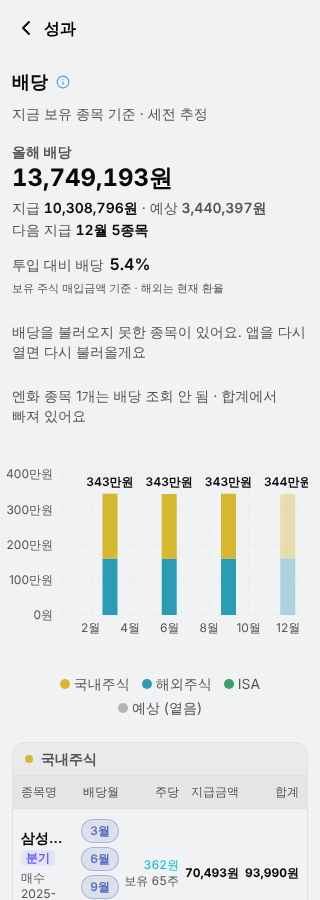 성과
배당
지금 보유 종목 기준 · 세전 추정
올해 배당
13,749,193원
지급 10,308,796원 · 예상 3,440,397원
다음 지급 12월 5종목
투입 대비 배당 5.4%
보유 주식 매입금액 기준 · 해외는 현재 환율
배당을 불러오지 못한 종목이 있어요. 앱을 다시
열면 다시 불러올게요
엔화 종목 1개는 배당 조회 안 됨 · 합계에서
빠져 있어요
400만원
343만원 343만원 343만원 344만원
300만원
200만원
100만원
0원
2월 4월 6월 8월 10월 12월
국내주식 해외주식 ISA
예상 (옅음)
국내주식
종목명 배당월 주당 지급금액 합계
삼성...
분기
매수
2025-
3월
6월
9월
362원
보유 65주
70,493원 93,990원